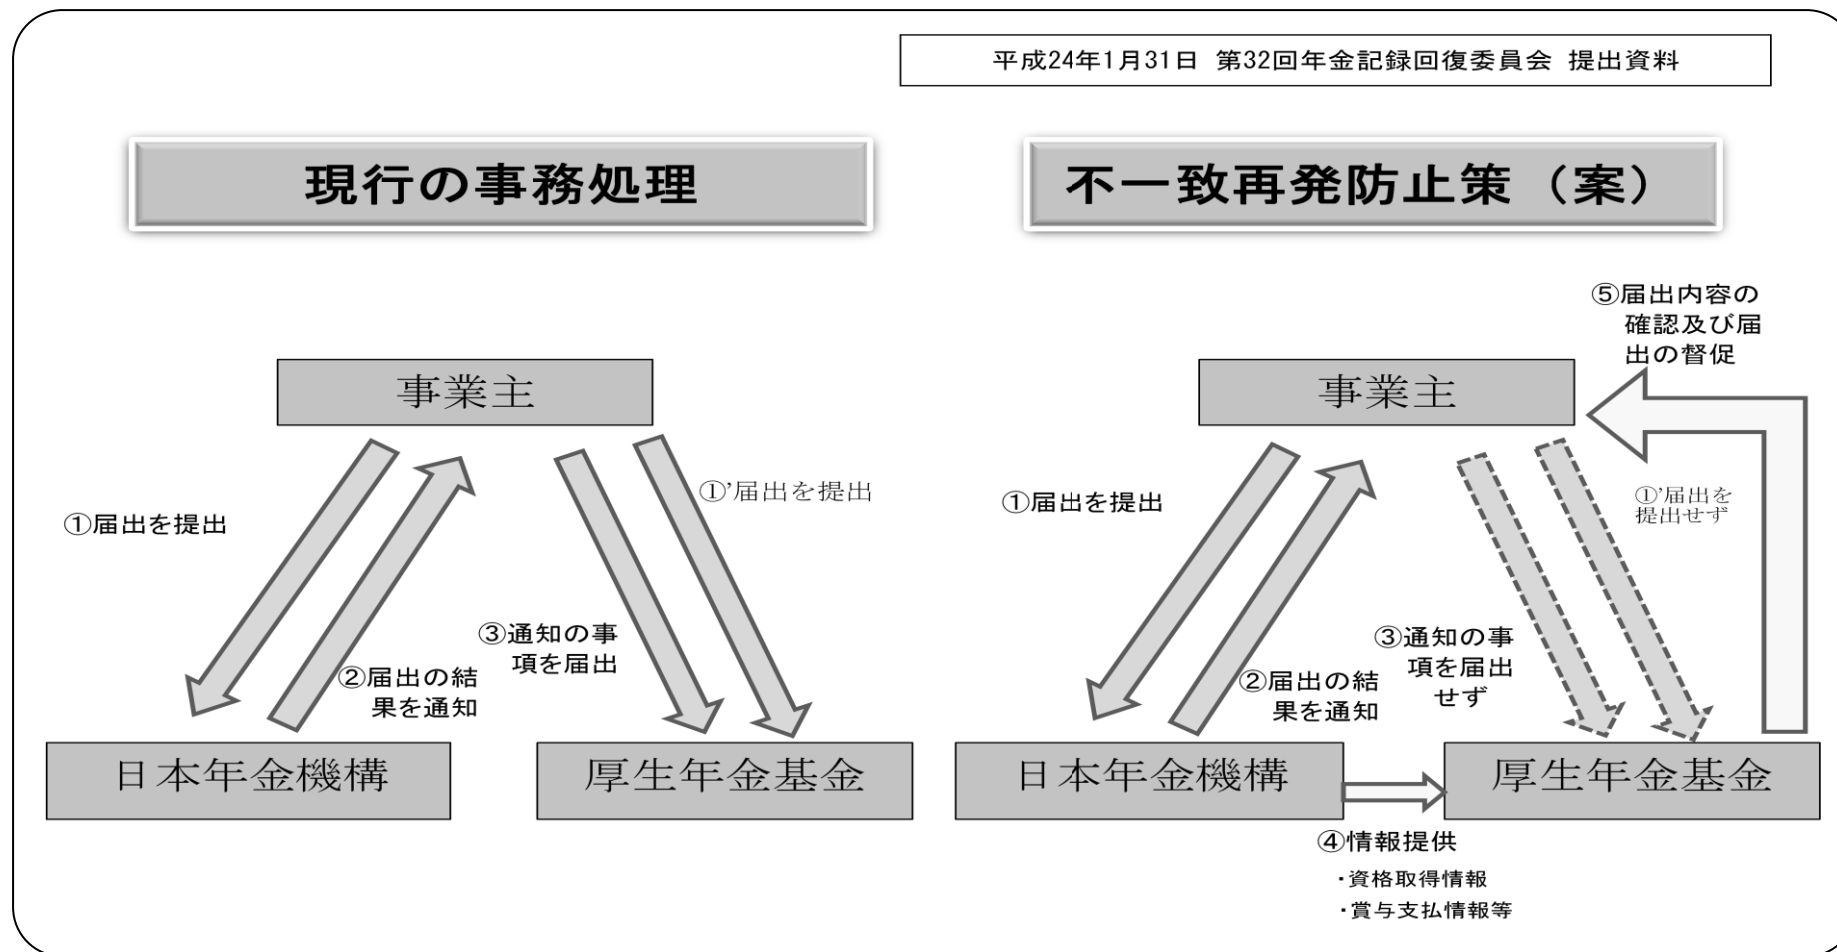 平成24年1月31日 第32回年金記録回復委員会 提出資料
現行の事務処理
事業主
①届出を提出
②届出の結
果を通知
③通知の事
項を届出
①’届出を提出
日本年金機構
厚生年金基金
不一致再発防止策（案）
⑤届出内容の
確認及び届
出の督促
事業主
①届出を提出
②届出の結
果を通知
③通知の事
項を届出
せず
①’届出を
提出せず
日本年金機構
厚生年金基金
④情報提供
・資格取得情報
・賞与支払情報等